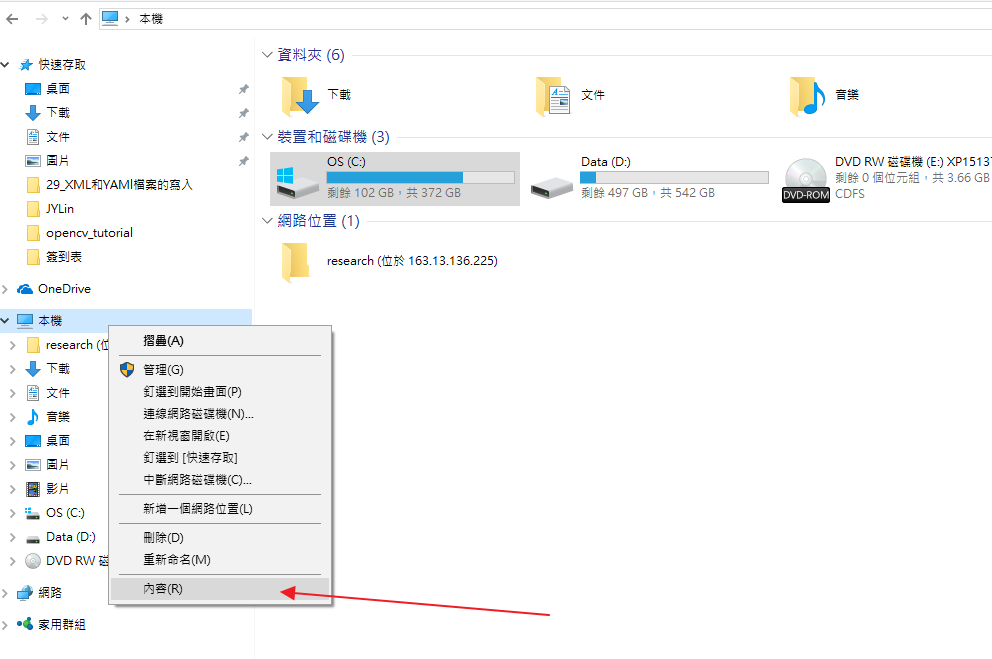 本機
快速存取
桌面
下載
文件
圖片
29_XML和YAMl檔案的寫入
JYLin
opencv_tutorial
簽到表
OneDrive
本機
research (位
下載
文件
音樂
桌面
圖片
影片
OS (C:)
Data (D:)
DVD RW 磁
網路
家用群組
資料夾 (6)
下載
文件
音樂
裝置和磁碟機 (3)
OS (C:)
剩餘 102 GB，共 372 GB
Data (D:)
剩餘 497 GB，共 542 GB
DVD-ROM
DVD RW 磁碟機 (E:) XP1513
剩餘 0 個位元組，共 3.66 GB
CDFS
網路位置 (1)
research (位於 163.13.136.225)
摺疊(A)
管理(G)
釘選到開始畫面(P)
連線網路磁碟機(N)...
在新視窗開啟(E)
釘選到 [快速存取]
中斷網路磁碟機(C)...
新增一個網路位置(L)
刪除(D)
重新命名(M)
內容(R)